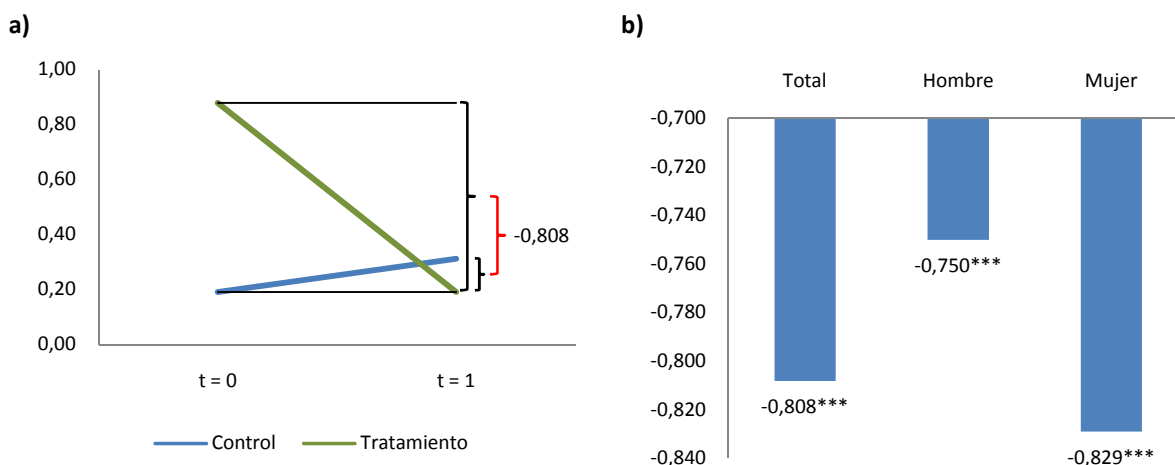 a)
1,00
0,80
0,60
0,40
0,20
0,00
-0,808
t = 0
t = 1
Control
Tratamiento
b)
Total
Hombre
Mujer
-0,700
-0,720
-0,740
-0,760
-0,780
-0,800
-0,820
-0,840
-0,808***
-0,750***
-0,829***